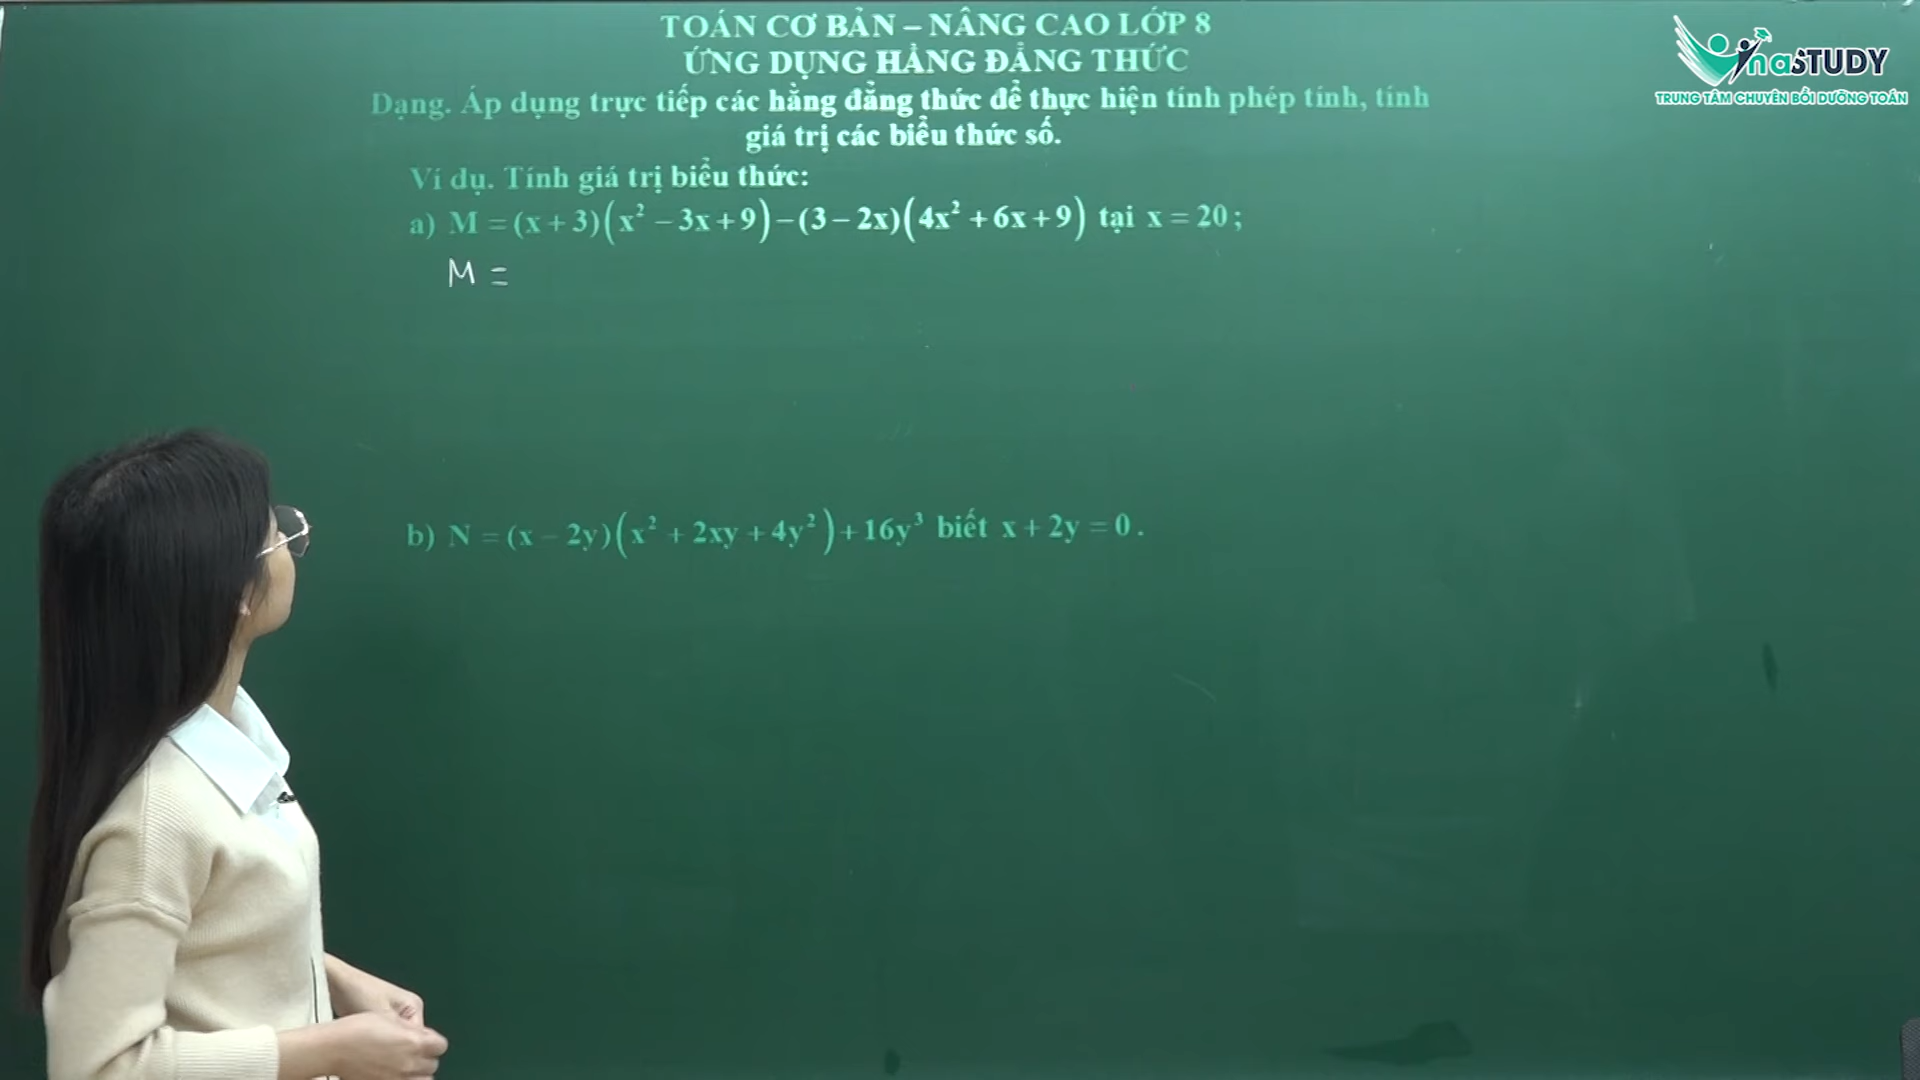 TOÁN CƠ BẢN – NÂNG CAO LỚP 8
ỨNG DỤNG HẰNG ĐẲNG THỨC
Dạng. Áp dụng trực tiếp các hằng đẳng thức để thực hiện tính phép tính, tính
giá trị các biểu thức số.
Ví dụ. Tính giá trị biểu thức:
a) M = (x + 3)(x² − 3x + 9) − (3 − 2x)(4x² + 6x + 9) tại x = 20 ;
M =
b) N = (x − 2y)(x² + 2xy + 4y²) + 16y³ biết x + 2y = 0 .
VinaSTUDY
TRUNG TÂM CHUYÊN BỒI DƯỠNG TOÁN